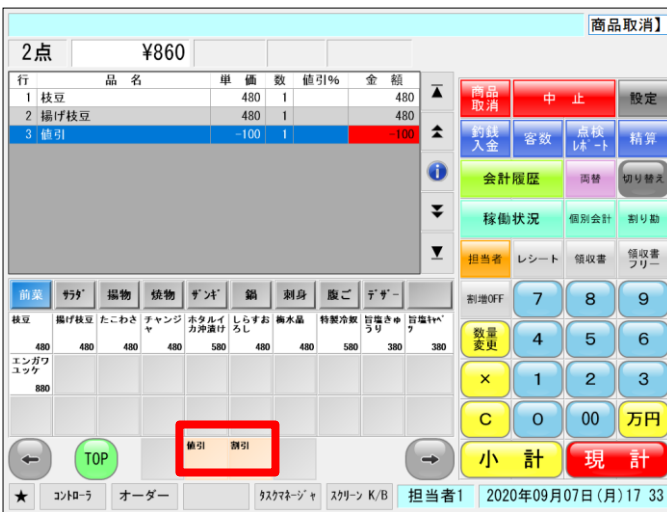 商品取消】
2点 ¥860
行 品名 単価 数 値引% 金額
1 枝豆 480 1 480
2 揚げ枝豆 480 1 480
3 値引 -100 1 -100
商品取消 中止 設定
釣銭入金 客数 点検ﾚﾎﾟｰﾄ 精算
会計履歴 両替 切り替え
稼働状況 個別会計 割り勘
担当者 レシート 領収書 領収書フリー
前菜 ｻﾗﾀﾞ 揚物 焼物 ｻﾞﾝｷﾞ 鍋 刺身 腹ご ﾃﾞｻﾞｰ
枝豆 揚げ枝豆 たこわさ チャンジャ ホタルイカ沖漬け しらすおろし 梅水晶 特製冷奴 旨塩きゅうり 旨塩ｷｬﾍﾞﾂ
480 480 480 480 580 480 480 580 380 380
エンガワユッケ
880
値引 割引
← TOP →
割増OFF 7 8 9
数量変更 4 5 6
× 1 2 3
C 0 00 万円
小計 現計
★ ｺﾝﾄﾛｰﾗ オーダー ﾀｽｸﾏﾈｰｼﾞｬ ｽｸﾘｰﾝ K/B 担当者1 2020年09月07日(月)17 33